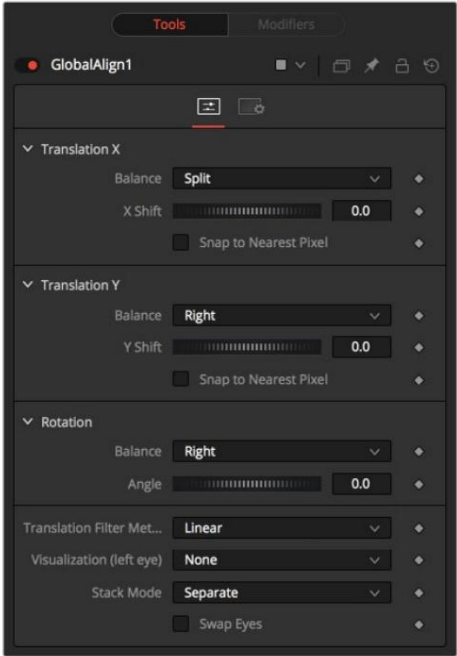 Tools Modifiers
GlobalAlign1
Translation X
Balance Split
X Shift 0.0
Snap to Nearest Pixel
Translation Y
Balance Right
Y Shift 0.0
Snap to Nearest Pixel
Rotation
Balance Right
Angle 0.0
Translation Filter Met... Linear
Visualization (left eye) None
Stack Mode Separate
Swap Eyes